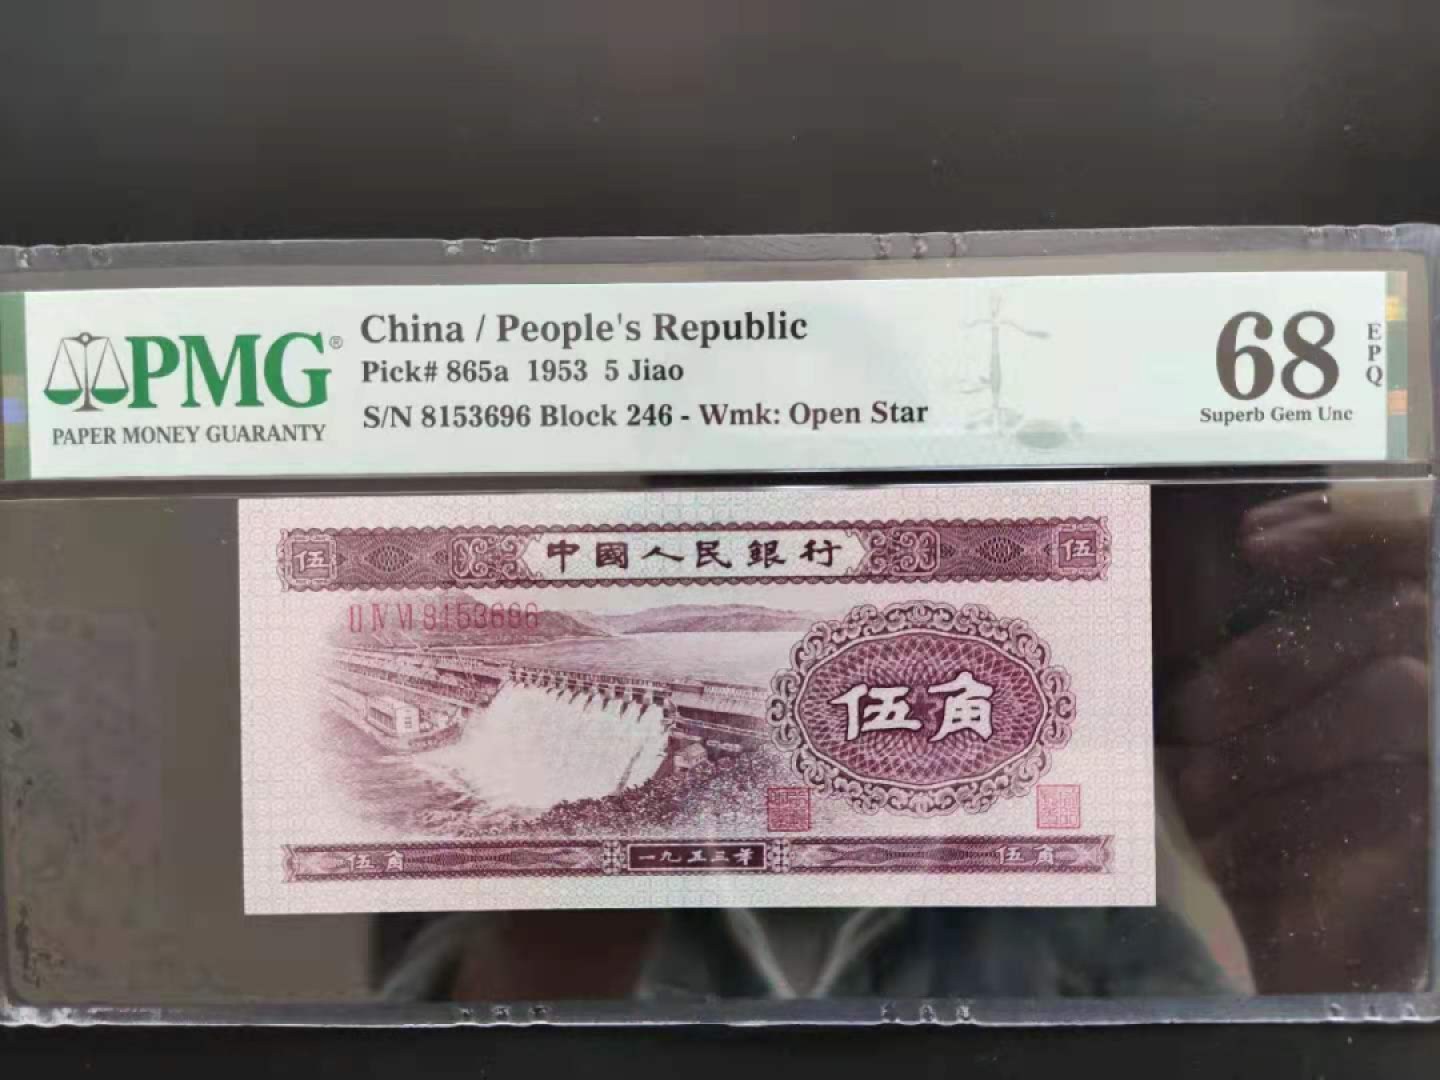 PMG®
PAPER MONEY GUARANTY
China / People's Republic
Pick# 865a 1953 5 Jiao
S/N 8153696 Block 246 - Wmk: Open Star
68
EPQ
Superb Gem Unc
伍 中國人民銀行 伍
II IV VI 8153696
伍角
伍角 一九五三年 伍角